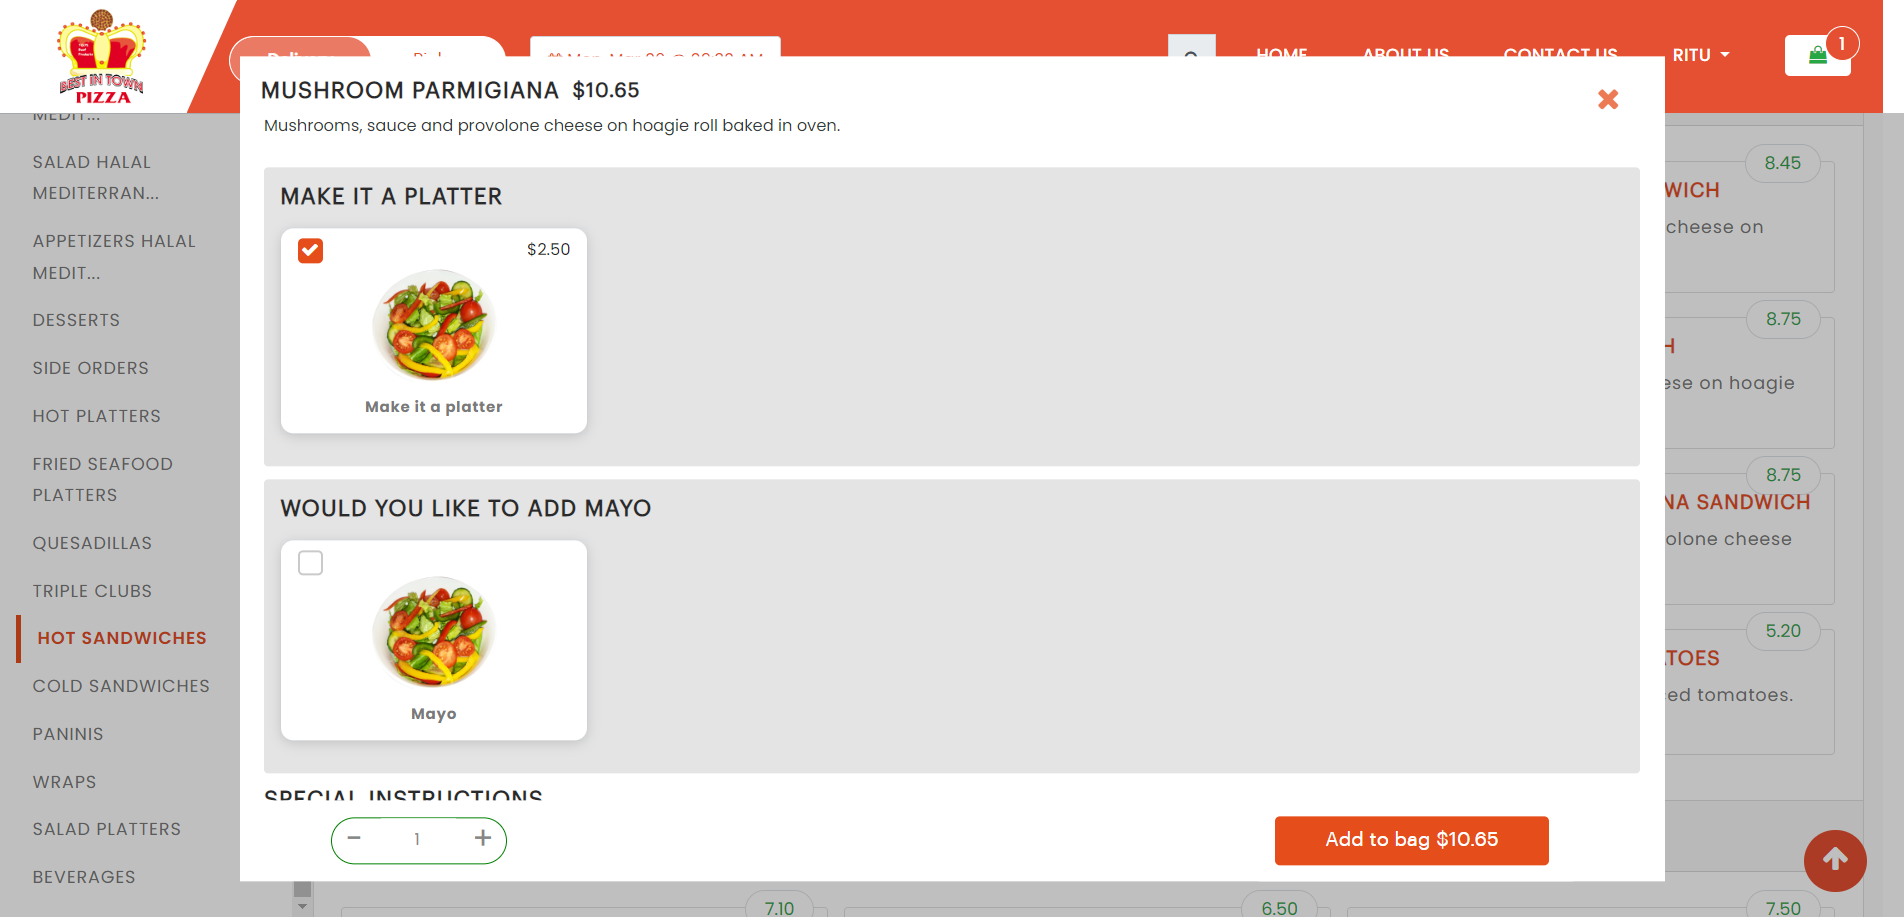 BEST IN TOWN
PIZZA
Delivery
Mon, Mar
HOME
ABOUT US
CONTACT US
RITU
1
MEDIT...
SALAD HALAL
MEDITERRAN...
APPETIZERS HALAL
MEDIT...
DESSERTS
SIDE ORDERS
HOT PLATTERS
FRIED SEAFOOD
PLATTERS
QUESADILLAS
TRIPLE CLUBS
HOT SANDWICHES
COLD SANDWICHES
PANINIS
WRAPS
SALAD PLATTERS
BEVERAGES
MUSHROOM PARMIGIANA $10.65
Mushrooms, sauce and provolone cheese on hoagie roll baked in oven.
MAKE IT A PLATTER
$2.50
Make it a platter
WOULD YOU LIKE TO ADD MAYO
Mayo
SPECIAL INSTRUCTIONS
1
Add to bag $10.65
8.45
WICH
cheese on
8.75
H
ese on hoagie
8.75
NA SANDWICH
olone cheese
5.20
TOES
ed tomatoes.
7.10
6.50
7.50